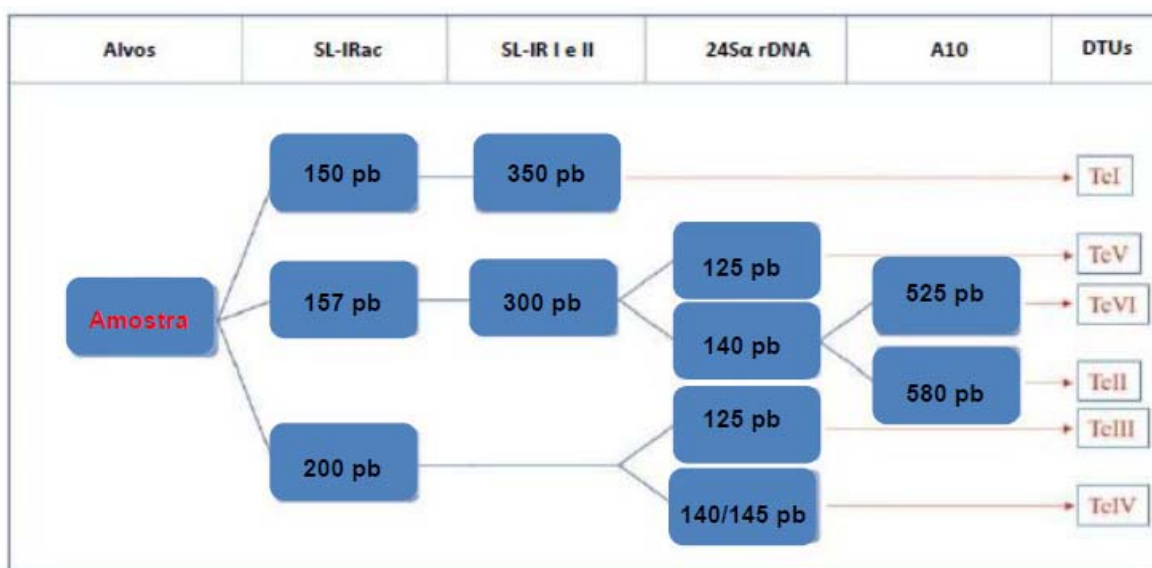 Alvos SL-IRac SL-IR I e II 24Sα rDNA A10 DTUs
150 pb 350 pb TcI
125 pb TcV
Amostra 157 pb 300 pb 525 pb TcVI
140 pb
580 pb TcII
125 pb TcIII
200 pb
140/145 pb TcIV